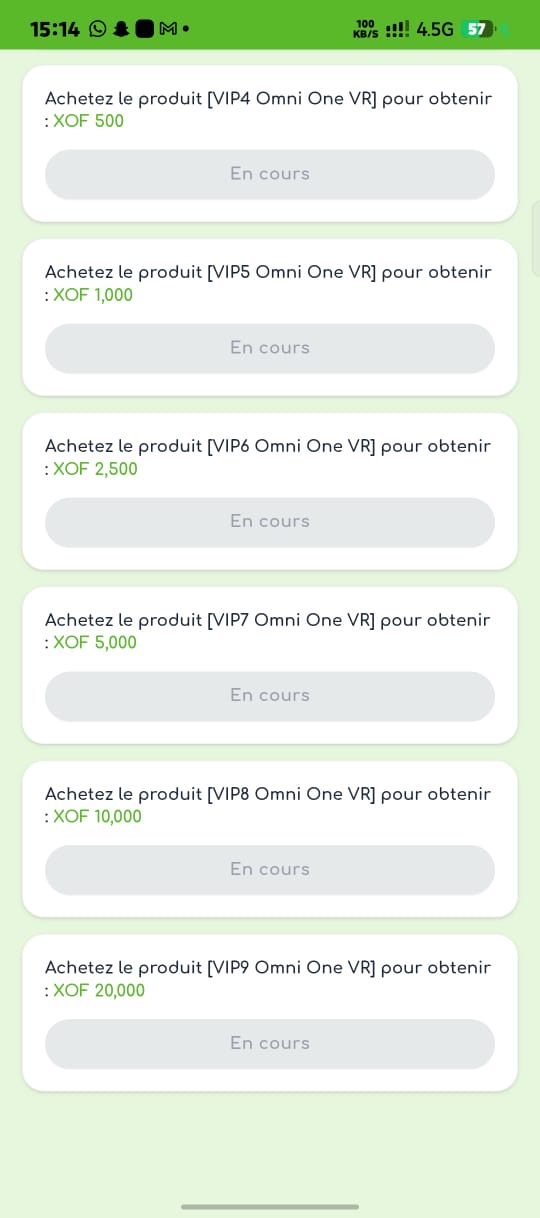 15:14 100 KB/S 4.5G 57
Achetez le produit [VIP4 Omni One VR] pour obtenir
: XOF 500
En cours
Achetez le produit [VIP5 Omni One VR] pour obtenir
: XOF 1,000
En cours
Achetez le produit [VIP6 Omni One VR] pour obtenir
: XOF 2,500
En cours
Achetez le produit [VIP7 Omni One VR] pour obtenir
: XOF 5,000
En cours
Achetez le produit [VIP8 Omni One VR] pour obtenir
: XOF 10,000
En cours
Achetez le produit [VIP9 Omni One VR] pour obtenir
: XOF 20,000
En cours